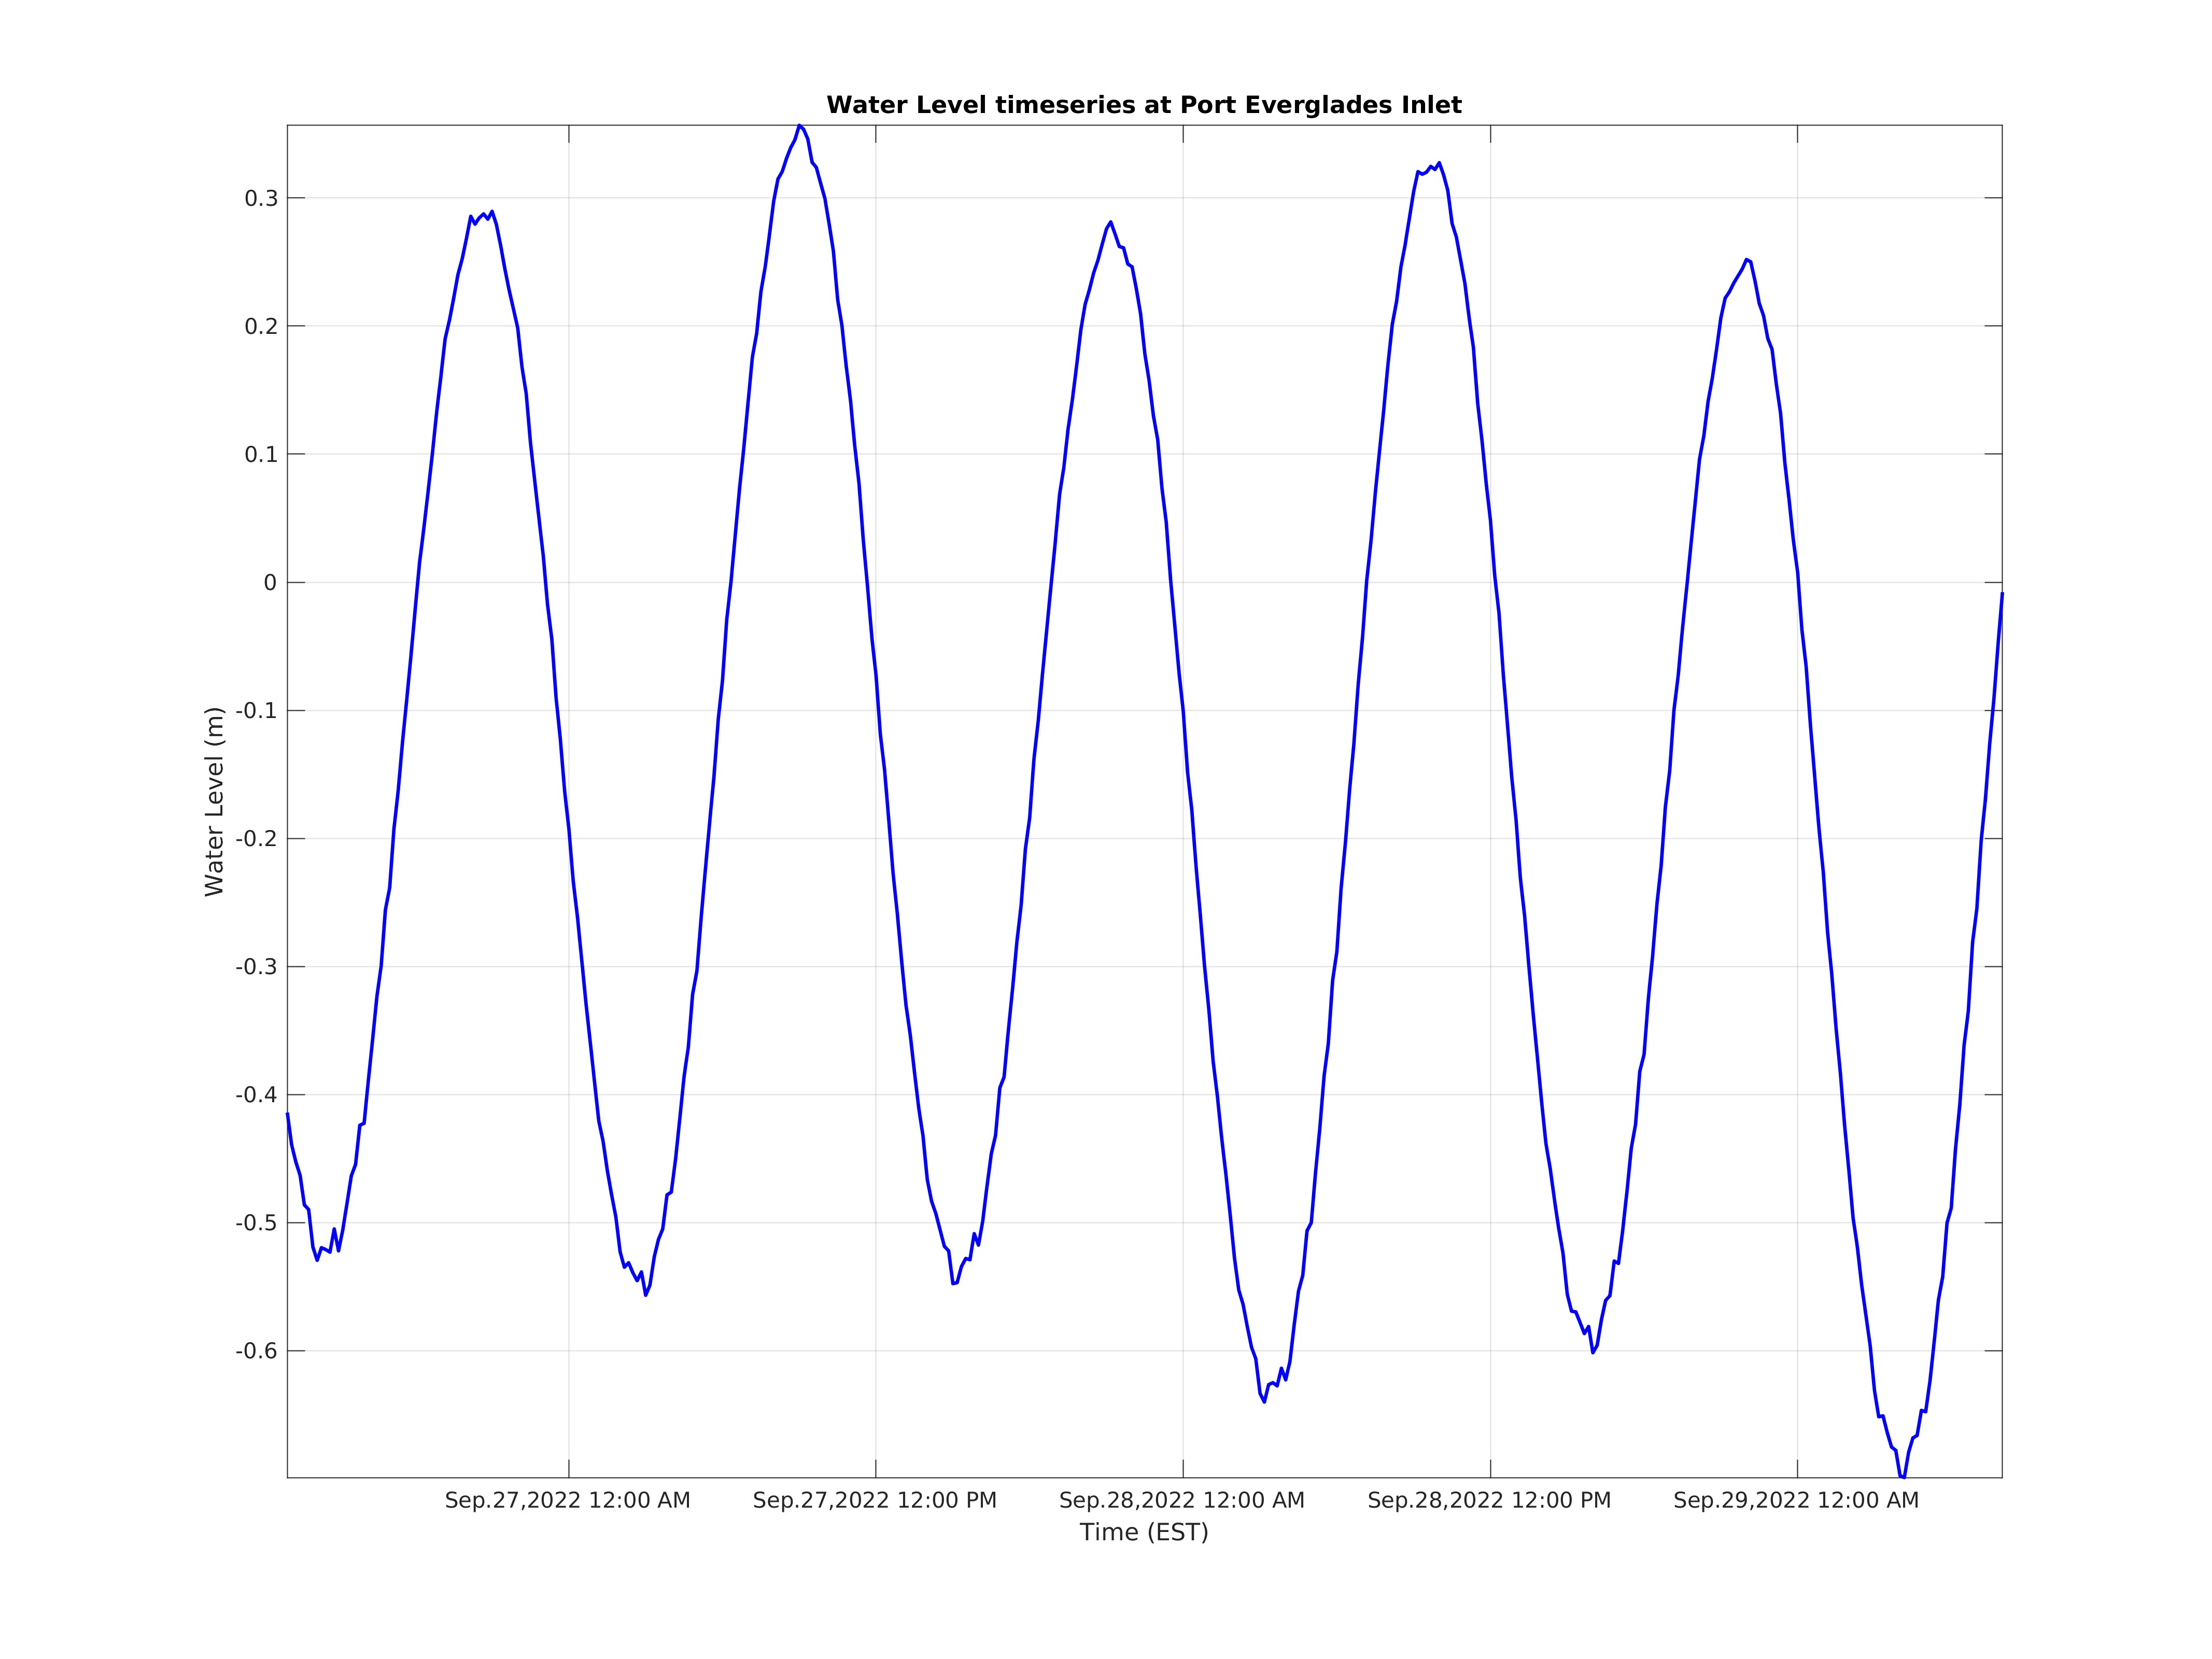 Water Level timeseries at Port Everglades Inlet
0.3
0.2
0.1
0
-0.1
-0.2
-0.3
-0.4
-0.5
-0.6
Water Level (m)
Sep.27,2022 12:00 AM
Sep.27,2022 12:00 PM
Sep.28,2022 12:00 AM
Sep.28,2022 12:00 PM
Sep.29,2022 12:00 AM
Time (EST)